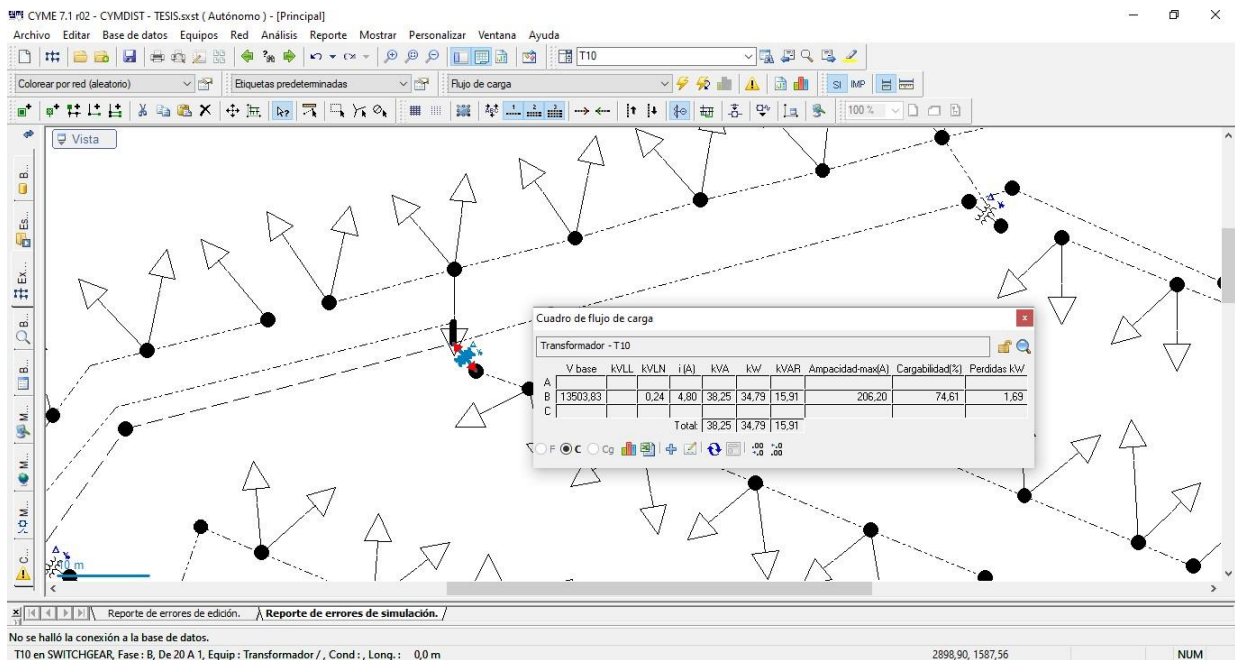 CYME 7.1 r02 - CYMDIST - TESIS.sxst ( Autónomo ) - [Principal]
Archivo Editar Base de datos Equipos Red Análisis Reporte Mostrar Personalizar Ventana Ayuda
T10
Colorear por red (aleatorio) Etiquetas predeterminadas Flujo de carga SI IMP
100 %
Vista
B...
Es...
Ex...
B...
B...
M...
M...
M...
C...
Cuadro de flujo de carga
Transformador - T10
V base kVLL kVLN i (A) kVA kW kVAR Ampacidad-max(A) Cargabilidad(%) Perdidas kW
A
B 13503,83 0,24 4,80 38,25 34,79 15,91 206,20 74,61 1,69
C
Total: 38,25 34,79 15,91
F C Cg
10 m
Reporte de errores de edición. Reporte de errores de simulación.
No se halló la conexión a la base de datos.
T10 en SWITCHGEAR, Fase : B, De 20 A 1, Equip : Transformador / , Cond : , Long. : 0,0 m 2898,90, 1587,56 NUM